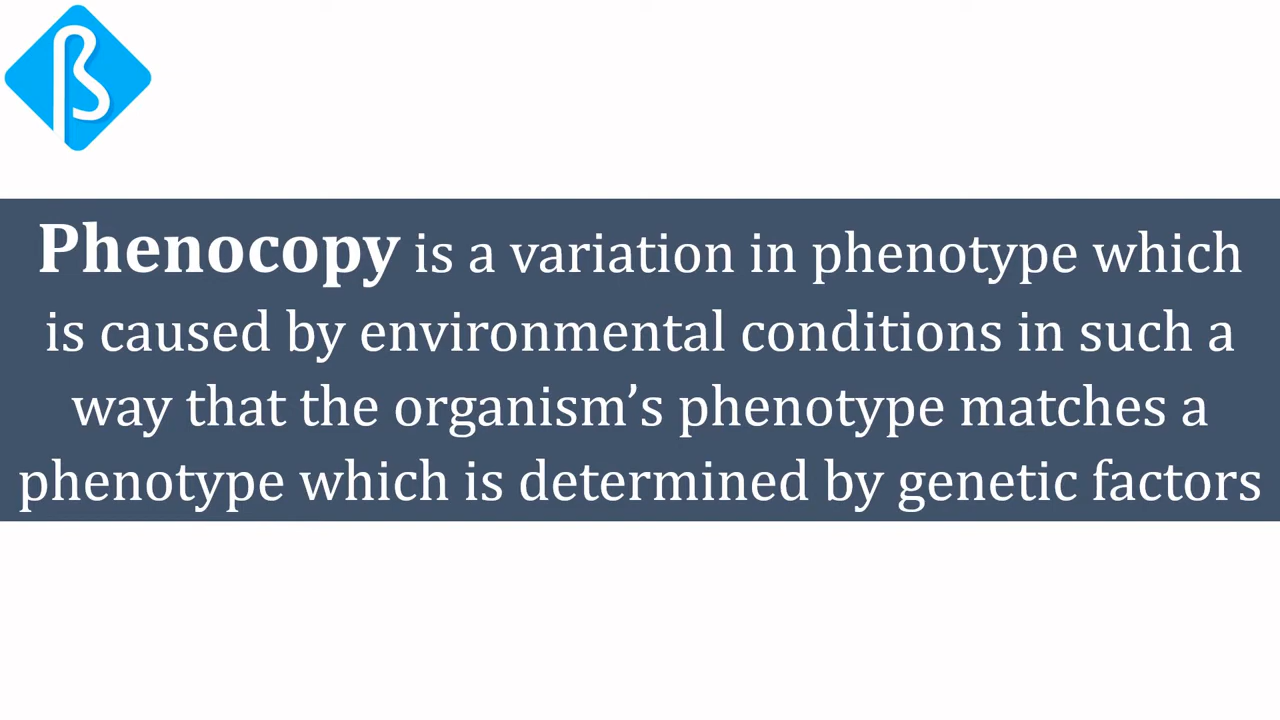 Phenocopy is a variation in phenotype which
is caused by environmental conditions in such a
way that the organism’s phenotype matches a
phenotype which is determined by genetic factors